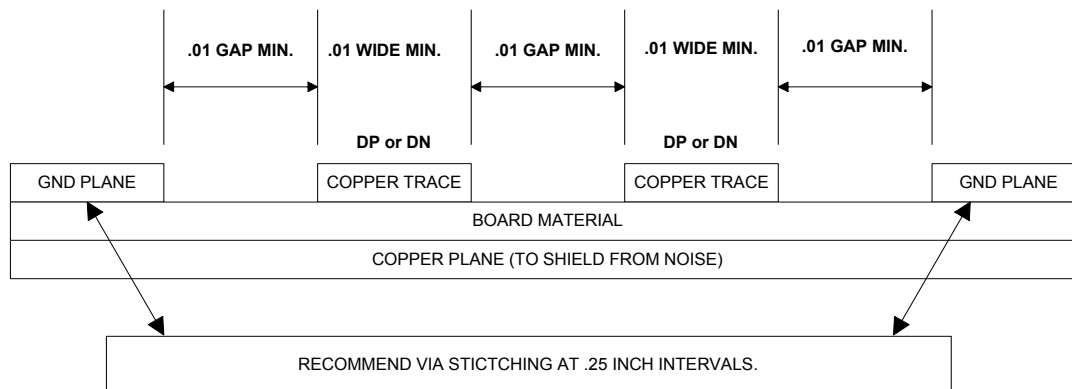 .01 GAP MIN. .01 WIDE MIN. .01 GAP MIN. .01 WIDE MIN. .01 GAP MIN.
DP or DN DP or DN
GND PLANE COPPER TRACE COPPER TRACE GND PLANE
BOARD MATERIAL
COPPER PLANE (TO SHIELD FROM NOISE)
RECOMMEND VIA STICTCHING AT .25 INCH INTERVALS.